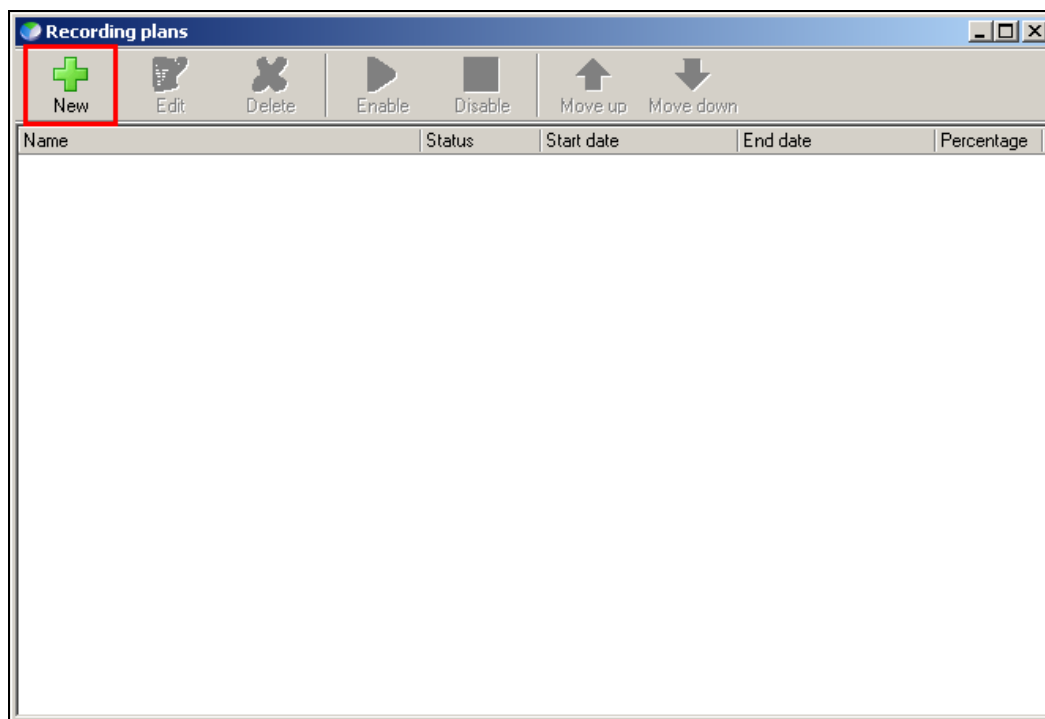 Recording plans
New Edit Delete Enable Disable Move up Move down
Name Status Start date End date Percentage